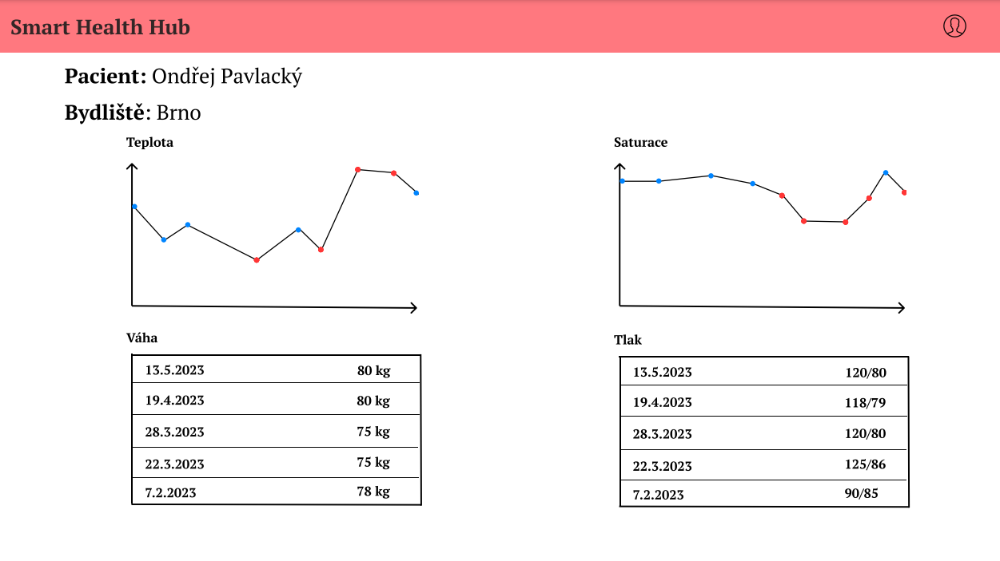 Smart Health Hub
Pacient: Ondřej Pavlacký
Bydliště: Brno
Teplota
Saturace
Váha
13.5.2023 80 kg
19.4.2023 80 kg
28.3.2023 75 kg
22.3.2023 75 kg
7.2.2023 78 kg
Tlak
13.5.2023 120/80
19.4.2023 118/79
28.3.2023 120/80
22.3.2023 125/86
7.2.2023 90/85